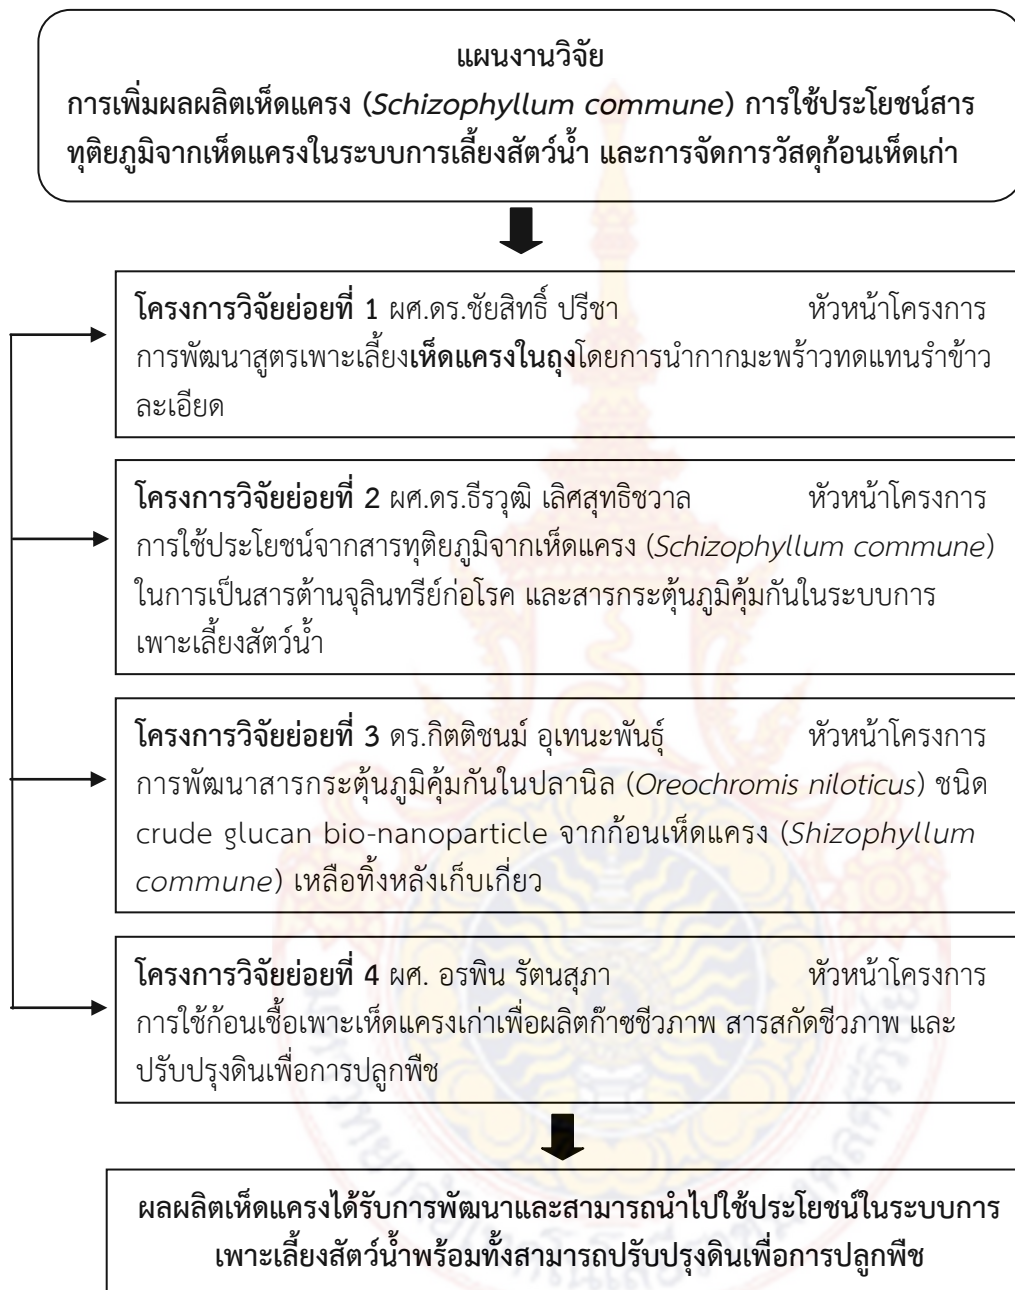 แผนงานวิจัย
การเพิ่มผลผลิตเห็ดแครง (Schizophyllum commune) การใช้ประโยชน์สาร
ทุติยภูมิจากเห็ดแครงในระบบการเลี้ยงสัตว์น้ำ และการจัดการวัสดุก้อนเห็ดเก่า
โครงการวิจัยย่อยที่ 1 ผศ.ดร.ชัยสิทธิ์ ปรีชา หัวหน้าโครงการ
การพัฒนาสูตรเพาะเลี้ยงเห็ดแครงในถุงโดยการนำกากมะพร้าวทดแทนรำข้าว
ละเอียด
โครงการวิจัยย่อยที่ 2 ผศ.ดร.ธีรวุฒิ เลิศสุทธิชวาล หัวหน้าโครงการ
การใช้ประโยชน์จากสารทุติยภูมิจากเห็ดแครง (Schizophyllum commune)
ในการเป็นสารต้านจุลินทรีย์ก่อโรค และสารกระตุ้นภูมิคุ้มกันในระบบการ
เพาะเลี้ยงสัตว์น้ำ
โครงการวิจัยย่อยที่ 3 ดร.กิตติชนม์ อุเทนะพันธุ์ หัวหน้าโครงการ
การพัฒนาสารกระตุ้นภูมิคุ้มกันในปลานิล (Oreochromis niloticus) ชนิด
crude glucan bio-nanoparticle จากก้อนเห็ดแครง (Shizophyllum
commune) เหลือทิ้งหลังเก็บเกี่ยว
โครงการวิจัยย่อยที่ 4 ผศ. อรพิน รัตนสุภา หัวหน้าโครงการ
การใช้ก้อนเชื้อเพาะเห็ดแครงเก่าเพื่อผลิตก๊าซชีวภาพ สารสกัดชีวภาพ และ
ปรับปรุงดินเพื่อการปลูกพืช
ผลผลิตเห็ดแครงได้รับการพัฒนาและสามารถนำไปใช้ประโยชน์ในระบบการ
เพาะเลี้ยงสัตว์น้ำพร้อมทั้งสามารถปรับปรุงดินเพื่อการปลูกพืช
มหาวิทยาลัยเทคโนโลยีราชมงคลศรีวิชัย